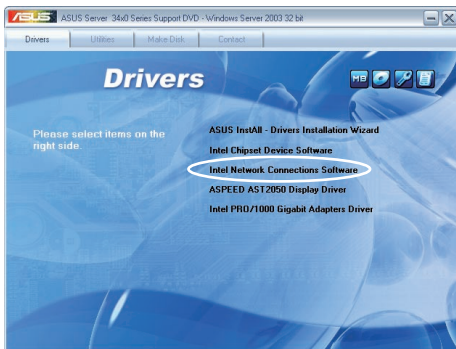 ASUS ASUS Server 34x0 Series Support DVD - Windows Server 2003 32 bit
Drivers Utilities Make Disk Contact
Drivers
MB
Please select items on the
right side.
ASUS InstAll - Drivers Installation Wizard
Intel Chipset Device Software
Intel Network Connections Software
ASPEED AST2050 Display Driver
Intel PRO/1000 Gigabit Adapters Driver